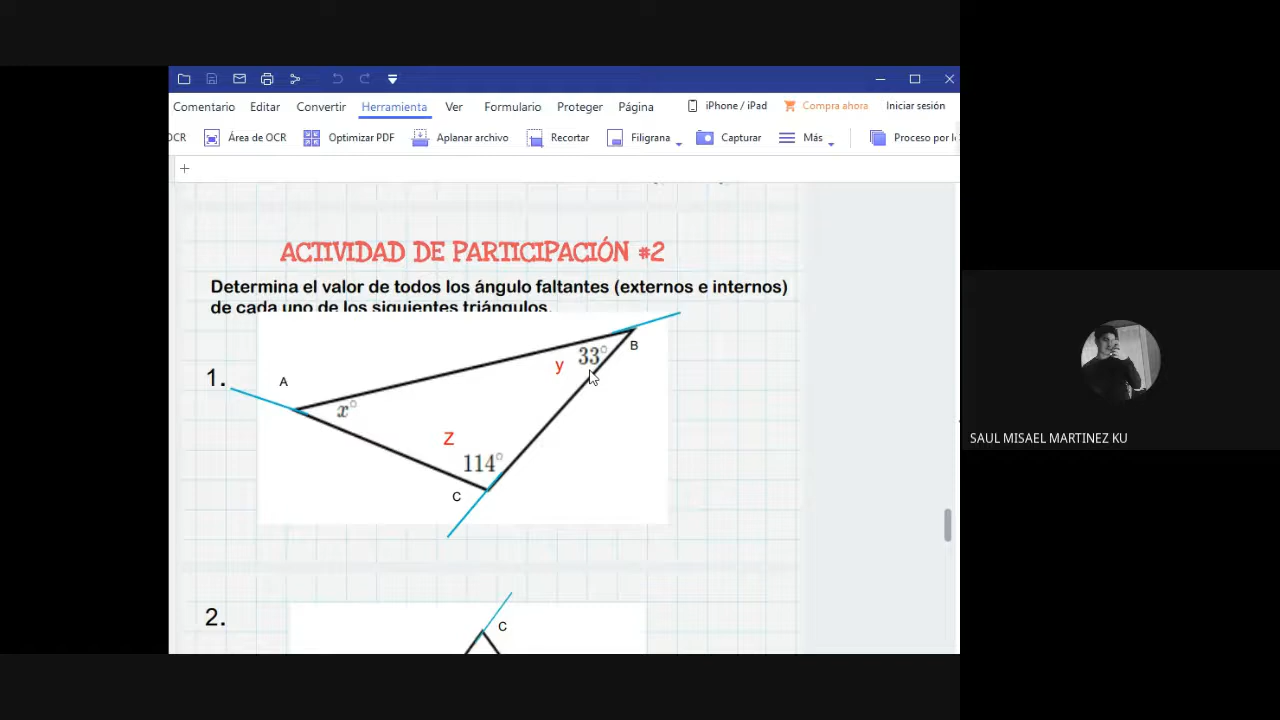 Comentario Editar Convertir Herramienta Ver Formulario Proteger Página iPhone / iPad Compra ahora Iniciar sesión
OCR Área de OCR Optimizar PDF Aplanar archivo Recortar Filigrana Capturar Más Proceso por l
ACTIVIDAD DE PARTICIPACIÓN #2
Determina el valor de todos los ángulo faltantes (externos e internos)
de cada uno de los siguientes triángulos.
1.
A
x°
B
33°
y
z
114°
C
2.
C
SAUL MISAEL MARTINEZ KU